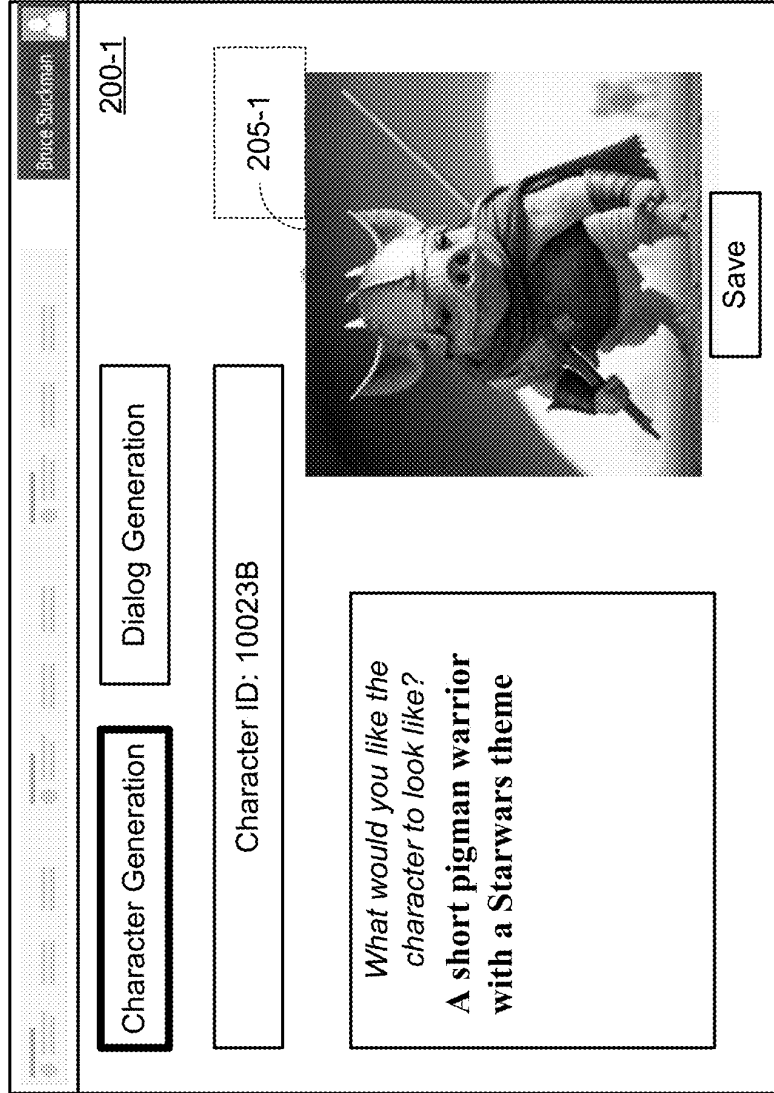 Bruce Stuckman
200-1
Character Generation
Dialog Generation
Character ID: 10023B
205-1
What would you like the
character to look like?
A short pigman warrior
with a Starwars theme
Save